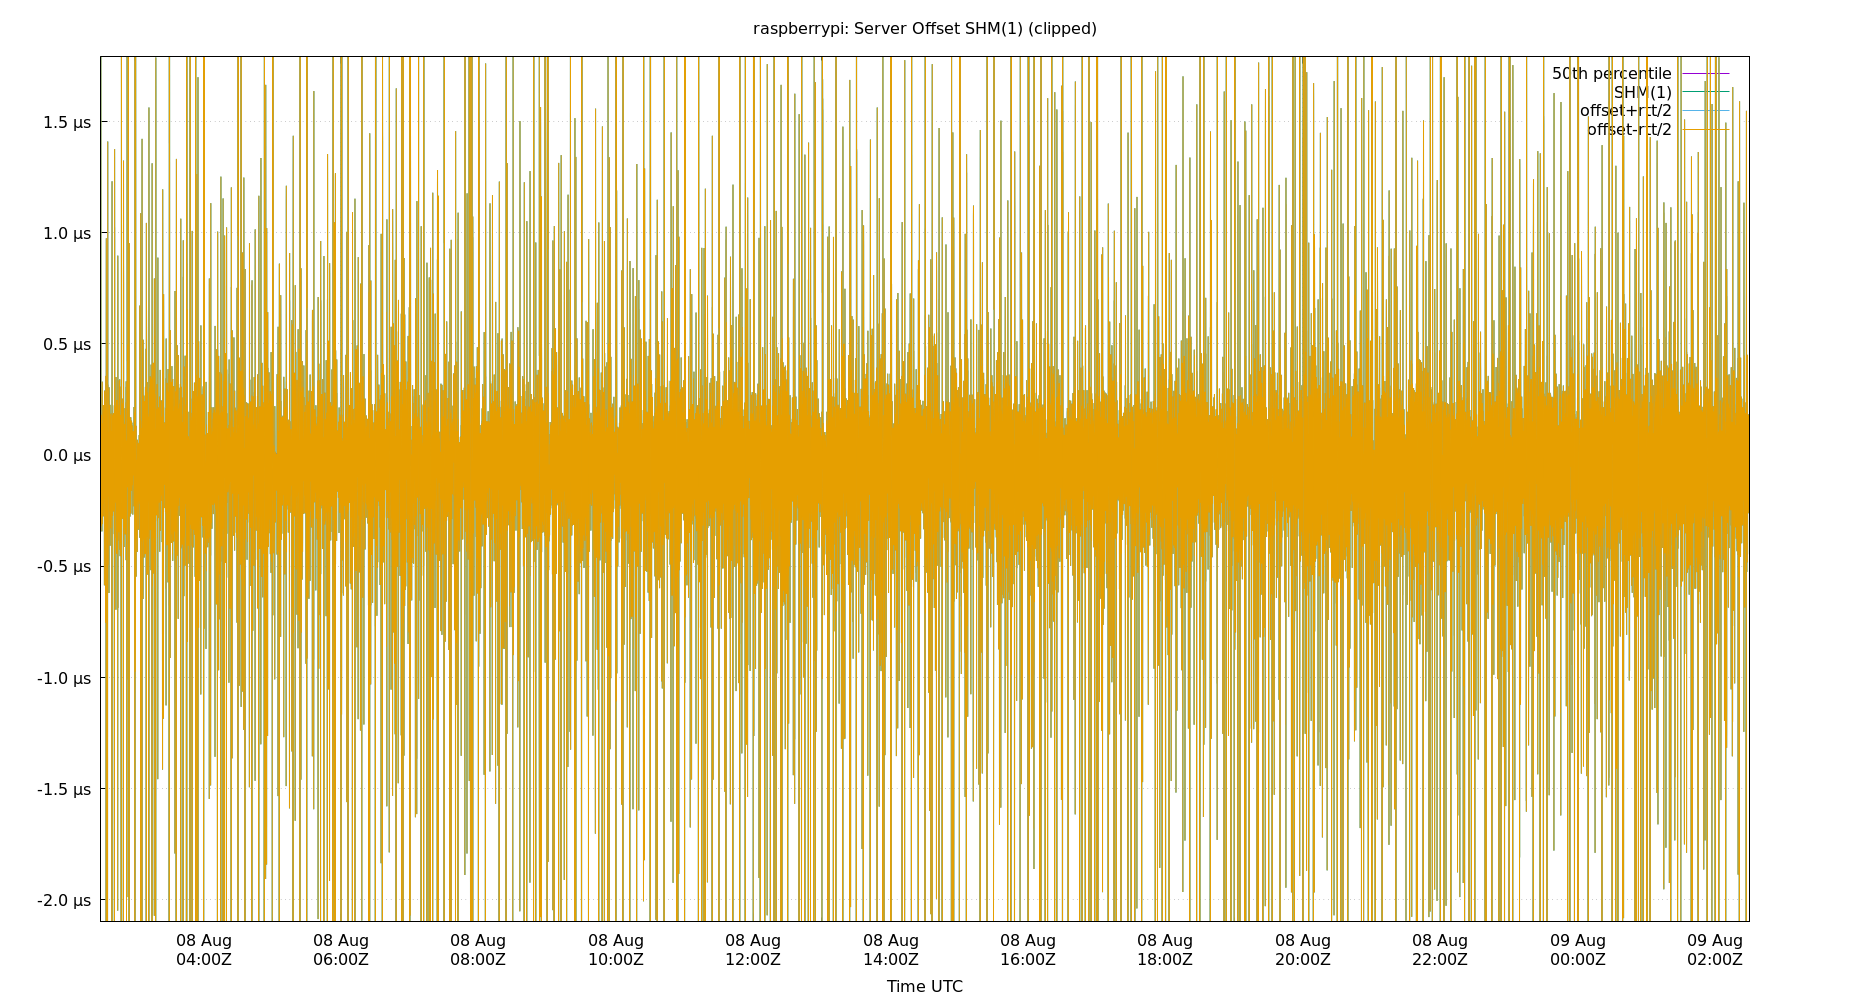 raspberrypi: Server Offset SHM(1) (clipped)
50th percentile
SHM(1)
offset+rtt/2
offset-rtt/2
1.5 µs
1.0 µs
0.5 µs
0.0 µs
-0.5 µs
-1.0 µs
-1.5 µs
-2.0 µs
08 Aug 08 Aug 08 Aug 08 Aug 08 Aug 08 Aug 08 Aug 08 Aug 08 Aug 08 Aug 09 Aug 09 Aug
04:00Z 06:00Z 08:00Z 10:00Z 12:00Z 14:00Z 16:00Z 18:00Z 20:00Z 22:00Z 00:00Z 02:00Z
Time UTC